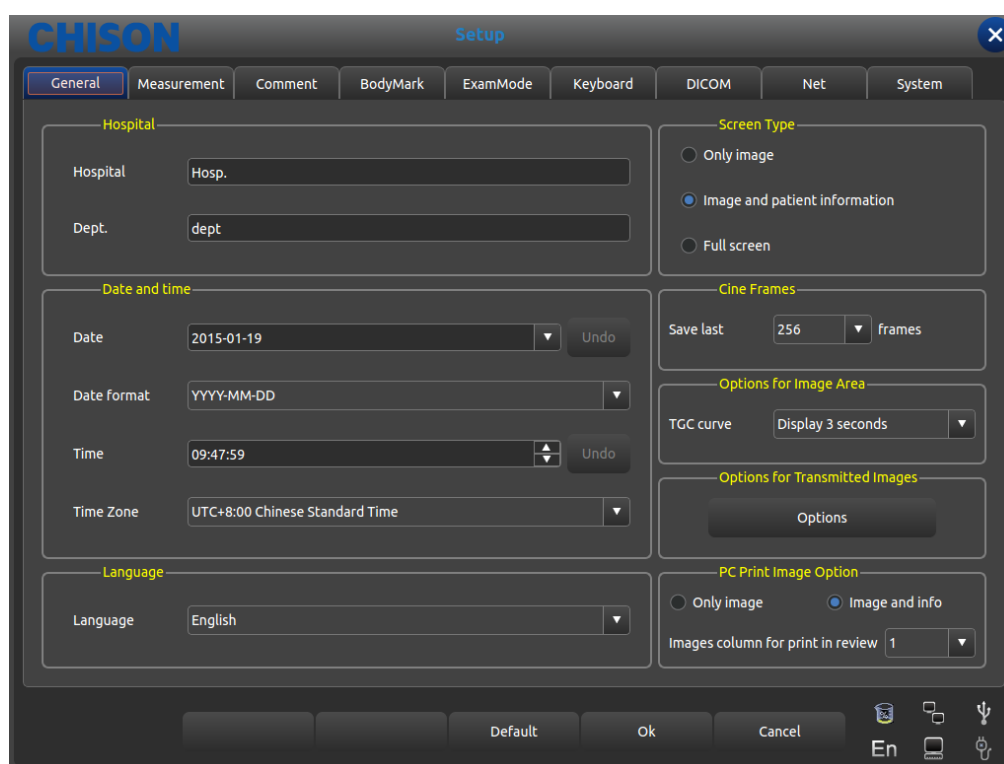 CHISON
Setup
General Measurement Comment BodyMark ExamMode Keyboard DICOM Net System
Hospital
Hospital Hosp.
Dept. dept
Date and time
Date 2015-01-19 Undo
Date format YYYY-MM-DD
Time 09:47:59 Undo
Time Zone UTC+8:00 Chinese Standard Time
Language
Language English
Screen Type
Only image
Image and patient information
Full screen
Cine Frames
Save last 256 frames
Options for Image Area
TGC curve Display 3 seconds
Options for Transmitted Images
Options
PC Print Image Option
Only image Image and info
Images column for print in review 1
Default Ok Cancel
En